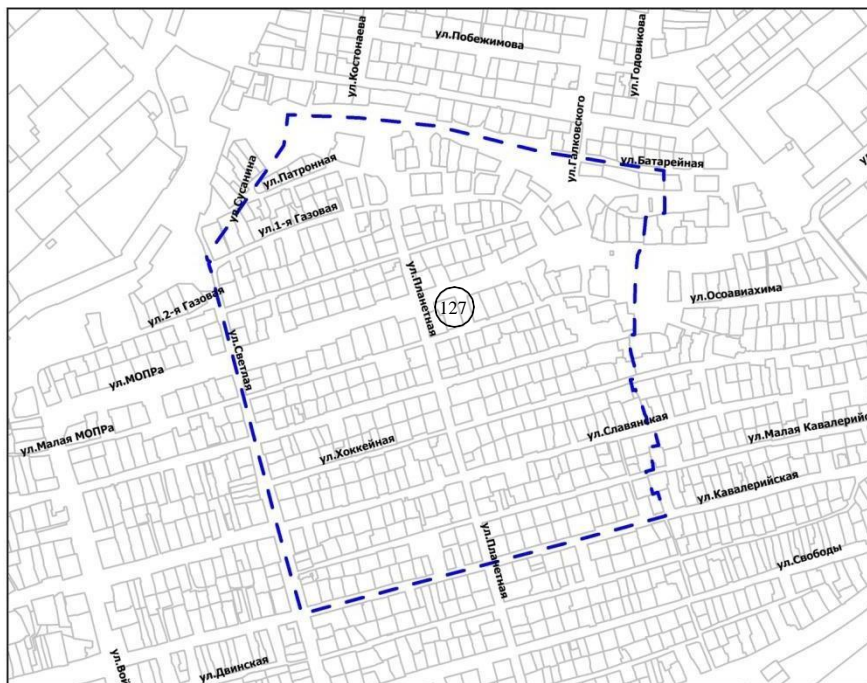 ул.Побежимова
ул.Костонаева
ул.Годовикова
ул.Галковского
ул.Батарейная
ул.Сусанина
ул.Патронная
ул.1-я Газовая
ул.Планетная
ул.Осоавиахима
127
ул.2-я Газовая
ул.Светлая
ул.МОПРа
ул.Малая МОПРа
ул.Хоккейная
ул.Славянская
ул.Малая Кавалерийс
ул.Кавалерийская
ул.Планетная
ул.Свободы
ул.Двинская
ул.Вой